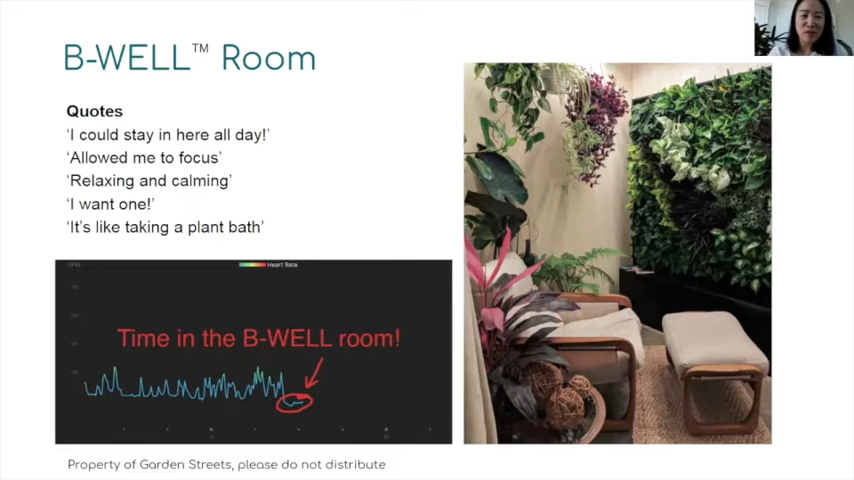 B-WELL™ Room
Quotes
‘I could stay in here all day!’
‘Allowed me to focus’
‘Relaxing and calming’
‘I want one!’
‘It’s like taking a plant bath’
Heart Rate
Time in the B-WELL room!
Property of Garden Streets, please do not distribute